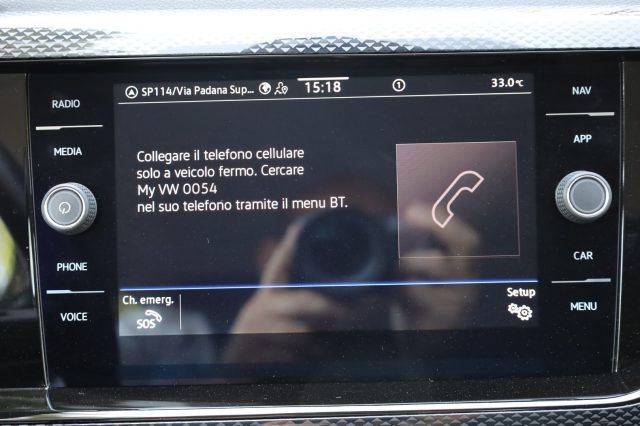 RADIO
MEDIA
PHONE
VOICE
SP114/Via Padana Sup... 15:18 1 33.0°C
Collegare il telefono cellulare
solo a veicolo fermo. Cercare
My VW 0054
nel suo telefono tramite il menu BT.
Ch. emerg.
SOS
Setup
NAV
APP
CAR
MENU